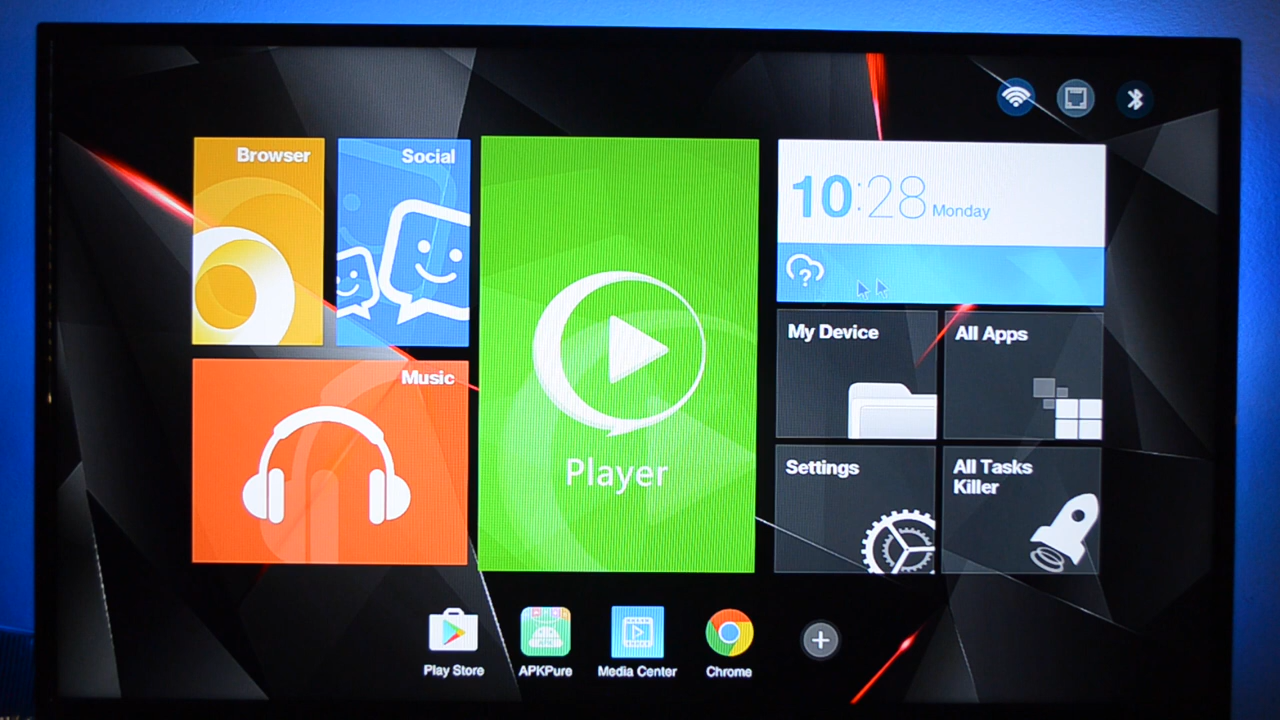 Browser
Social
Music
Player
10:28 Monday
?
My Device
All Apps
Settings
All Tasks
Killer
Play Store
APKPure
Media Center
Chrome